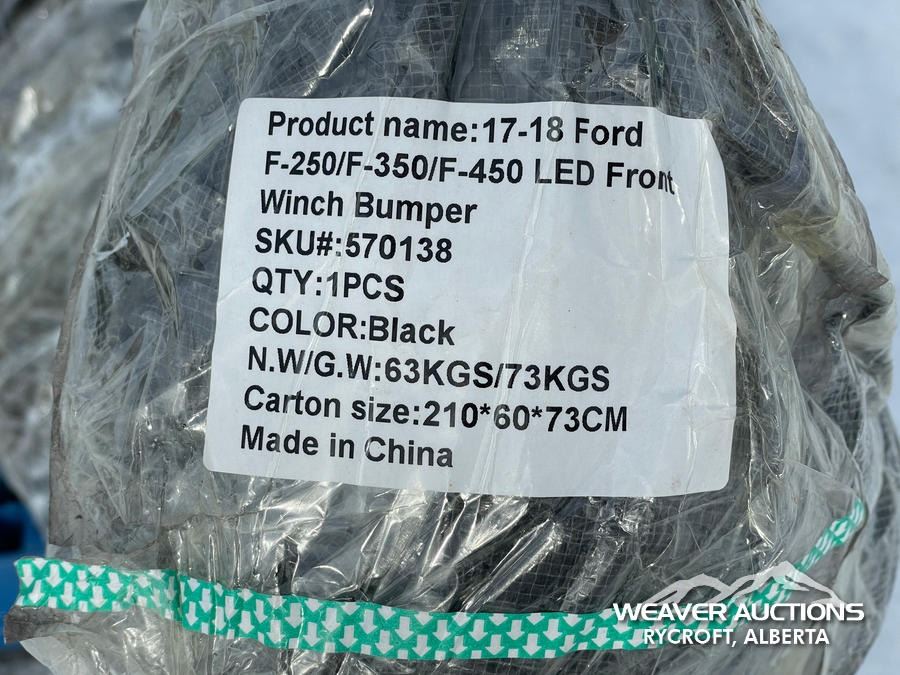 Product name:17-18 Ford
F-250/F-350/F-450 LED Front
Winch Bumper
SKU#:570138
QTY:1PCS
COLOR:Black
N.W/G.W:63KGS/73KGS
Carton size:210*60*73CM
Made in China
WEAVER AUCTIONS
RYCROFT, ALBERTA